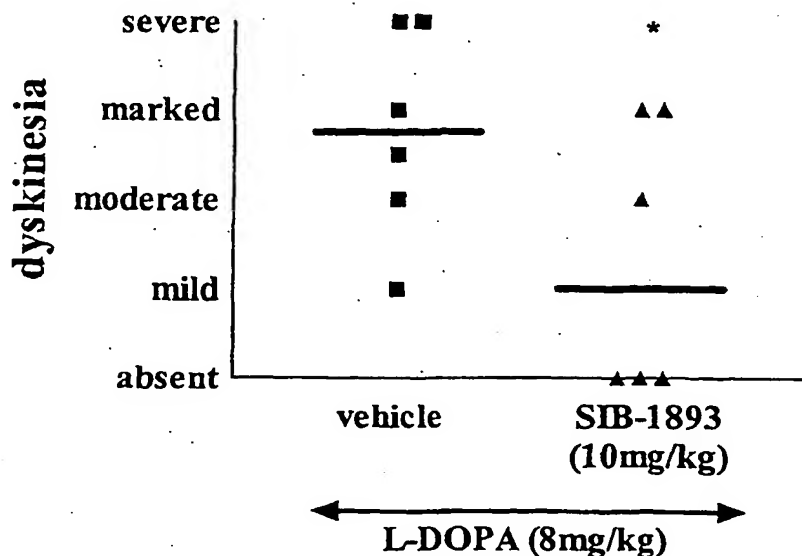 severe
*
marked
moderate
mild
absent
dyskinesia
vehicle
SIB-1893
(10mg/kg)
L-DOPA (8mg/kg)